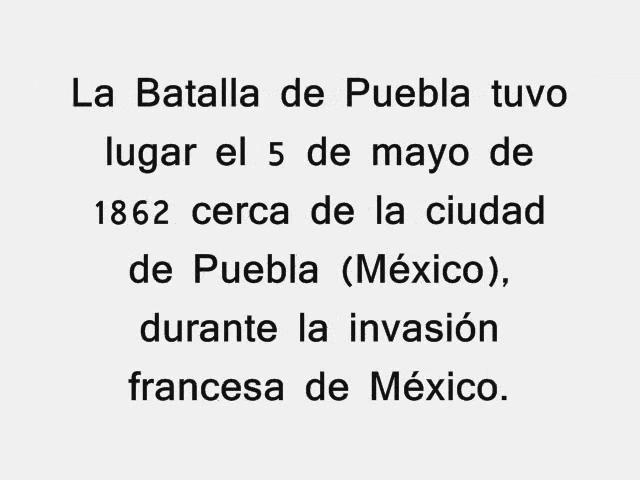 La Batalla de Puebla tuvo
lugar el 5 de mayo de
1862 cerca de la ciudad
de Puebla (México),
durante la invasión
francesa de México.